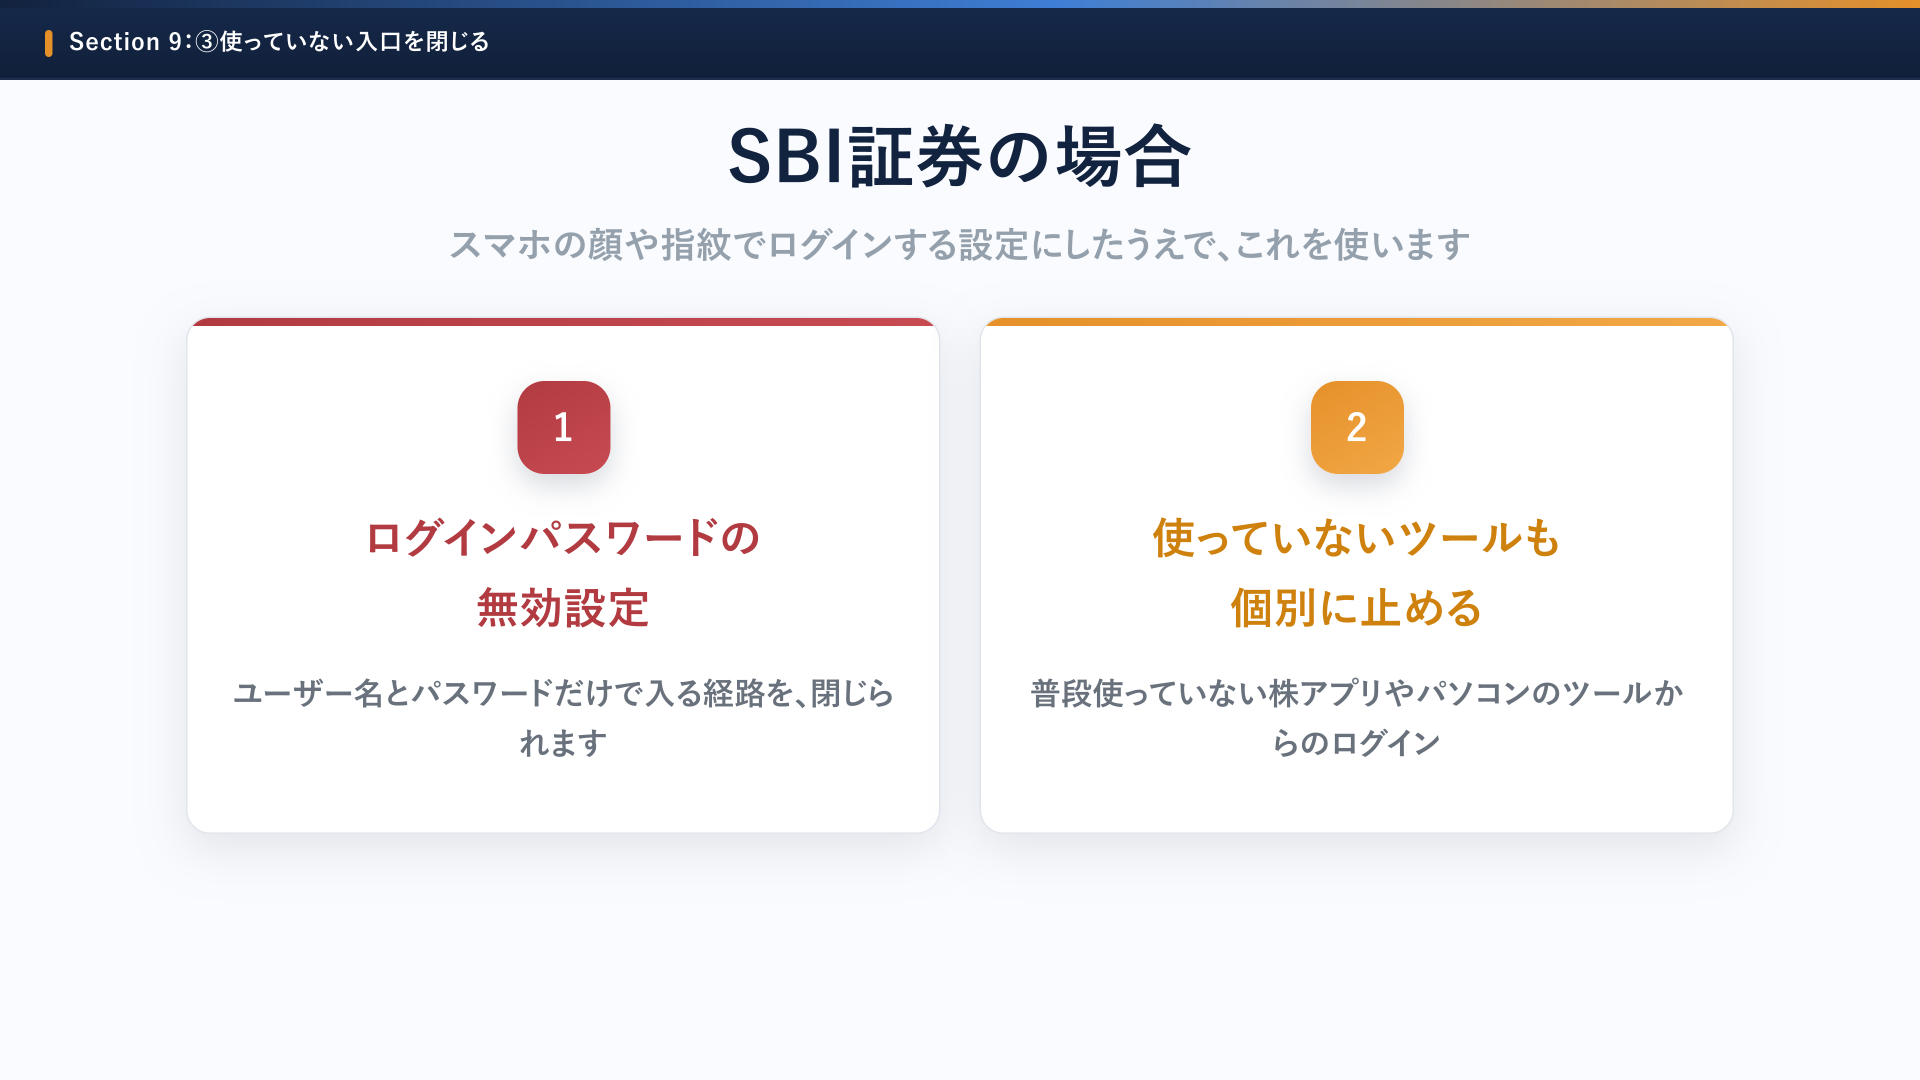 Section 9：③使っていない入口を閉じる
SBI証券の場合
スマホの顔や指紋でログインする設定にしたうえで、これを使います
1
ログインパスワードの
無効設定
ユーザー名とパスワードだけで入る経路を、閉じら
れます
2
使っていないツールも
個別に止める
普段使っていない株アプリやパソコンのツールか
らのログイン